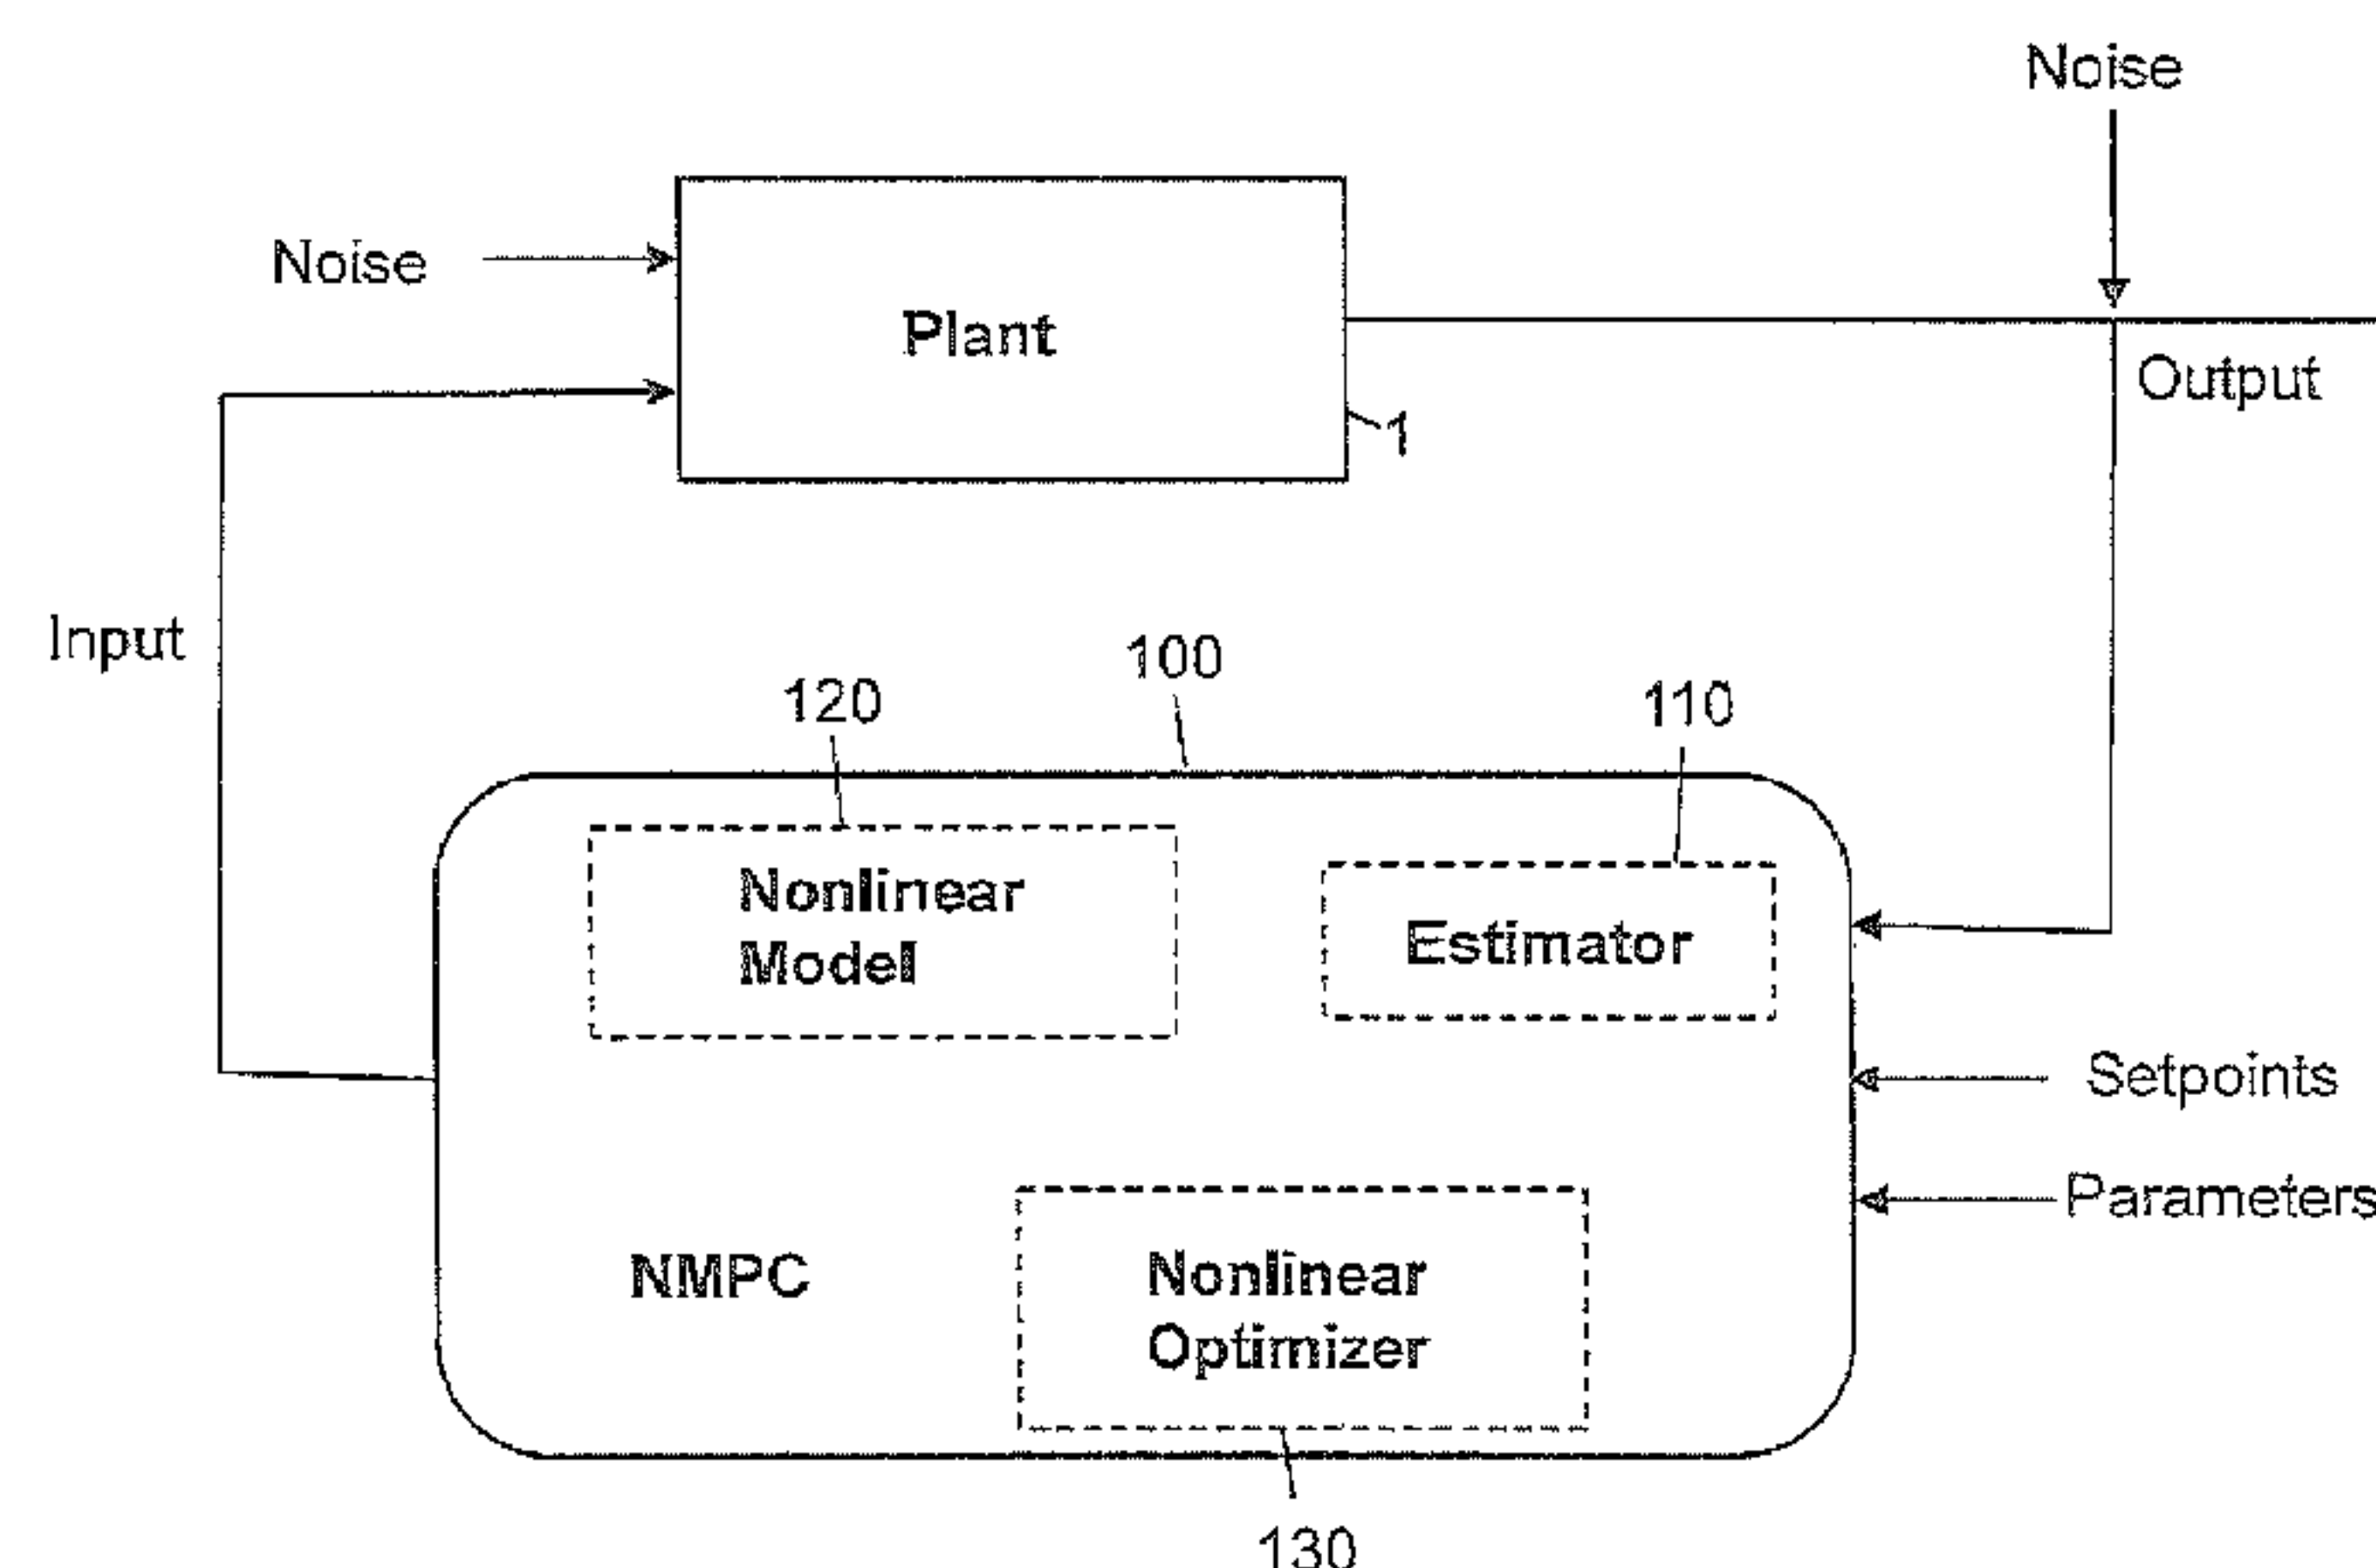 Noise
Noise
Plant
Output
1
Input
100
120
110
Nonlinear
Model
Estimator
Setpoints
Parameters
NMPC
Nonlinear
Optimizer
130